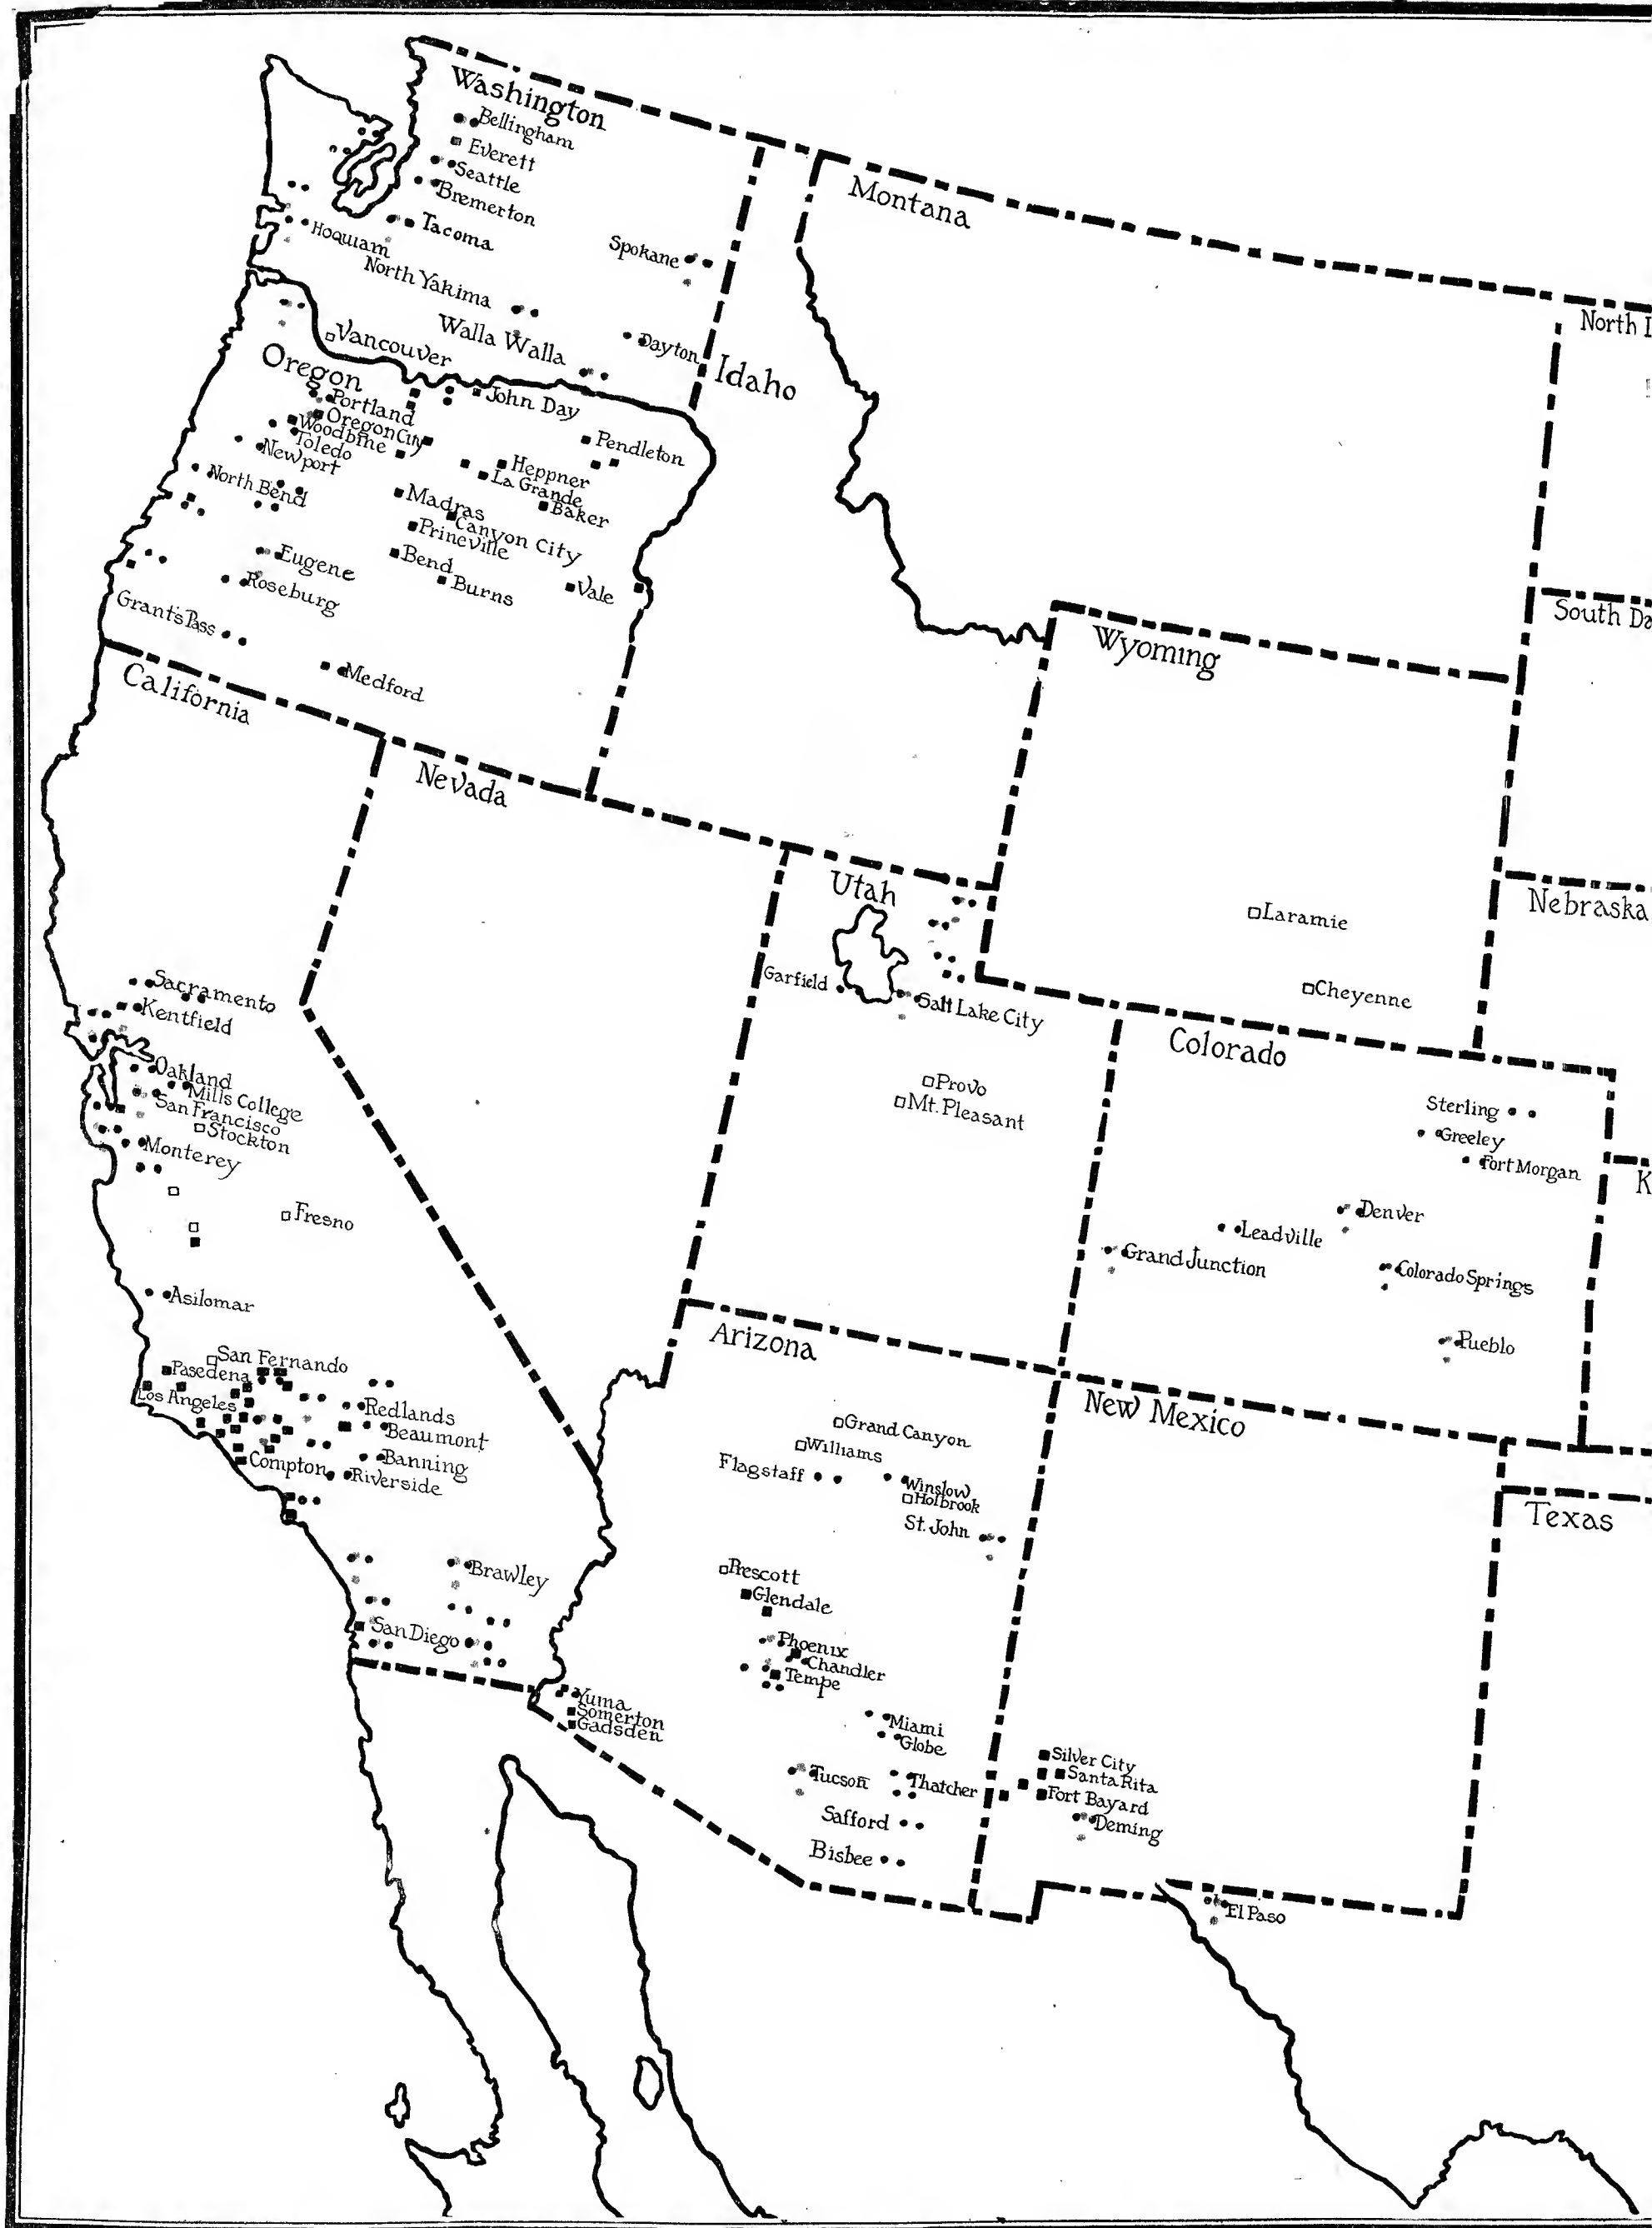 Washington
Bellingham
Everett
Seattle
Bremerton
Tacoma
Hoquiam
North Yakima
Spokane
Walla Walla
Dayton
Vancouver
Idaho
Montana
North
Oregon
Portland
Oregon City
Woodbine
Toledo
Newport
North Bend
John Day
Pendleton
Heppner
La Grande
Baker
Madras
Canyon City
Prineville
Bend
Burns
Vale
Eugene
Roseburg
Grant's Pass
Medford
South Da
Wyoming
Laramie
Cheyenne
Nebraska
California
Nevada
Utah
Garfield
Salt Lake City
Provo
Mt. Pleasant
Sacramento
Kentfield
Oakland
Mills College
San Francisco
Stockton
Monterey
Fresno
Asilomar
San Fernando
Pasedena
Los Angeles
Redlands
Beaumont
Banning
Compton
Riverside
Brawley
San Diego
Colorado
Sterling
Greeley
Fort Morgan
K
Denver
Leadville
Grand Junction
Colorado Springs
Pueblo
Arizona
Grand Canyon
Williams
Flagstaff
Winslow
Holbrook
St. John
Prescott
Glendale
Phoenix
Chandler
Tempe
Yuma
Somerton
Gadsden
Miami
Globe
Tucson
Thatcher
Safford
Bisbee
New Mexico
Silver City
Santa Rita
Fort Bayard
Deming
Texas
El Paso